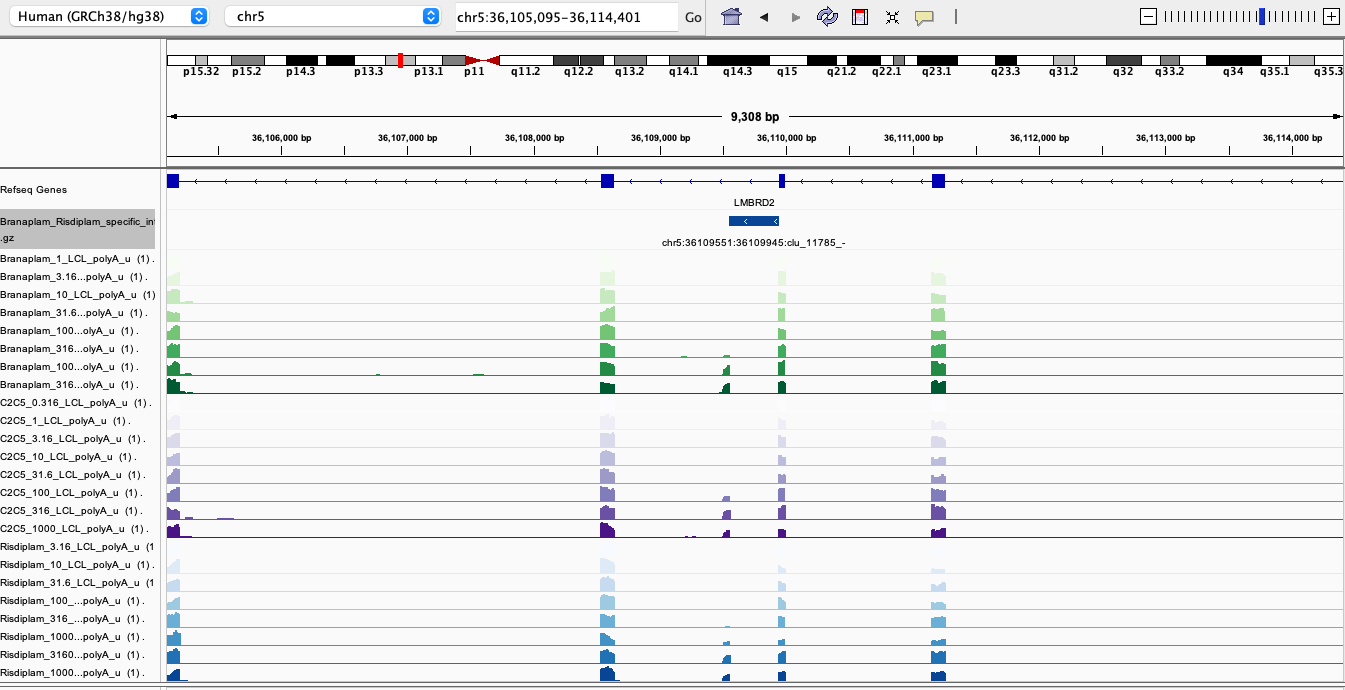 Human (GRCh38/hg38) chr5 chr5:36,105,095-36,114,401 Go
p15.32 p15.2 p14.3 p13.3 p13.1 p11 q11.2 q12.2 q13.2 q14.1 q14.3 q15 q21.2 q22.1 q23.1 q23.3 q31.2 q32 q33.2 q34 q35.1 q35.3
9,308 bp
36,106,000 bp 36,107,000 bp 36,108,000 bp 36,109,000 bp 36,110,000 bp 36,111,000 bp 36,112,000 bp 36,113,000 bp 36,114,000 bp
Refseq Genes
LMBRD2
Branaplam_Risdiplam_specific_in
.gz
chr5:36109551:36109945:clu_11785_-
Branaplam_1_LCL_polyA_u (1) .
Branaplam_3.16...polyA_u (1) .
Branaplam_10_LCL_polyA_u (1)
Branaplam_31.6...polyA_u (1) .
Branaplam_100...olyA_u (1) .
Branaplam_316...olyA_u (1) .
Branaplam_100...olyA_u (1) .
Branaplam_316...olyA_u (1) .
C2C5_0.316_LCL_polyA_u (1) .
C2C5_1_LCL_polyA_u (1) .
C2C5_3.16_LCL_polyA_u (1) .
C2C5_10_LCL_polyA_u (1) .
C2C5_31.6_LCL_polyA_u (1) .
C2C5_100_LCL_polyA_u (1) .
C2C5_316_LCL_polyA_u (1) .
C2C5_1000_LCL_polyA_u (1) .
Risdiplam_3.16_LCL_polyA_u (1
Risdiplam_10_LCL_polyA_u (1) .
Risdiplam_31.6_LCL_polyA_u (1
Risdiplam_100_...polyA_u (1) .
Risdiplam_316_...polyA_u (1) .
Risdiplam_1000...polyA_u (1) .
Risdiplam_3160...polyA_u (1) .
Risdiplam_1000...polyA_u (1) .